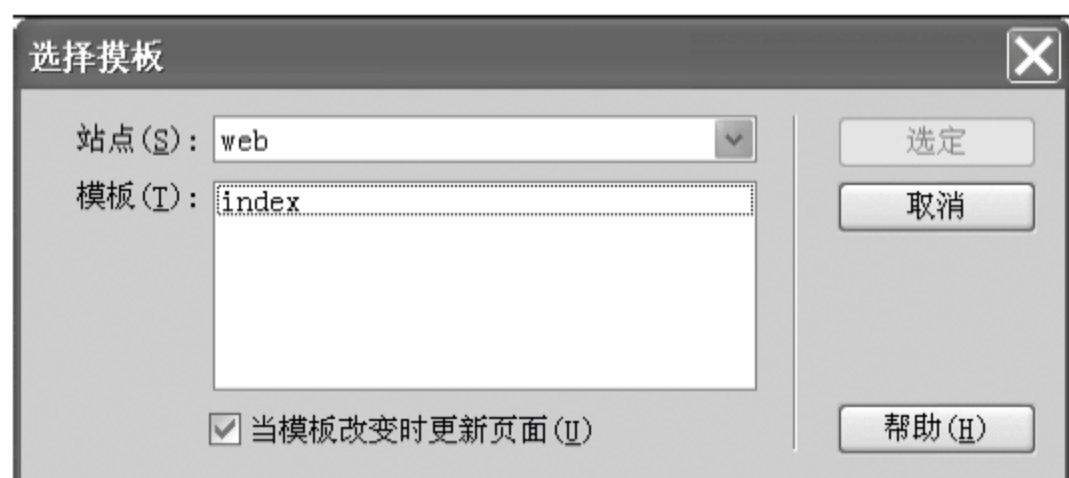 选择摸板
站点(S): web
选定
模板(T): index
取消
当模板改变时更新页面(U)
帮助(H)